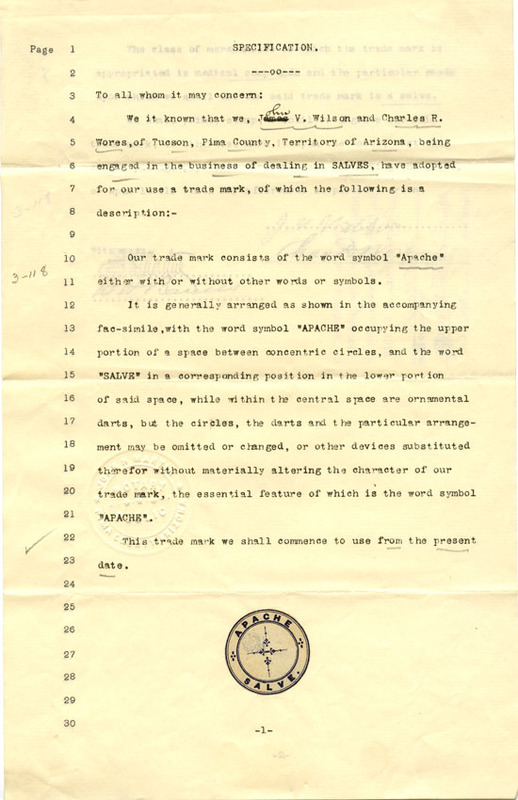 Page 1 SPECIFICATION.
2 ---oo---
3 To all whom it may concern:
John
4 We it known that we, James V. Wilson and Charles R.
5 Wores, of Tucson, Pima County, Territory of Arizona, being
6 engaged in the business of dealing in SALVES, have adopted
7 for our use a trade mark, of which the following is a
8 description:-
9
3-118 10 Our trade mark consists of the word symbol "Apache"
11 either with or without other words or symbols.
12 It is generally arranged as shown in the accompanying
13 fac-simile, with the word symbol "APACHE" occupying the upper
14 portion of a space between concentric circles, and the word
15 "SALVE" in a corresponding position in the lower portion
16 of said space, while within the central space are ornamental
17 darts, but the circles, the darts and the particular arrange-
18 ment may be omitted or changed, or other devices substituted
19 therefor without materially altering the character of our
20 trade mark, the essential feature of which is the word symbol
21 "APACHE".
22 This trade mark we shall commence to use from the present
23 date.
24
25
26
27
28
29
30
APACHE
SALVE.
-1-